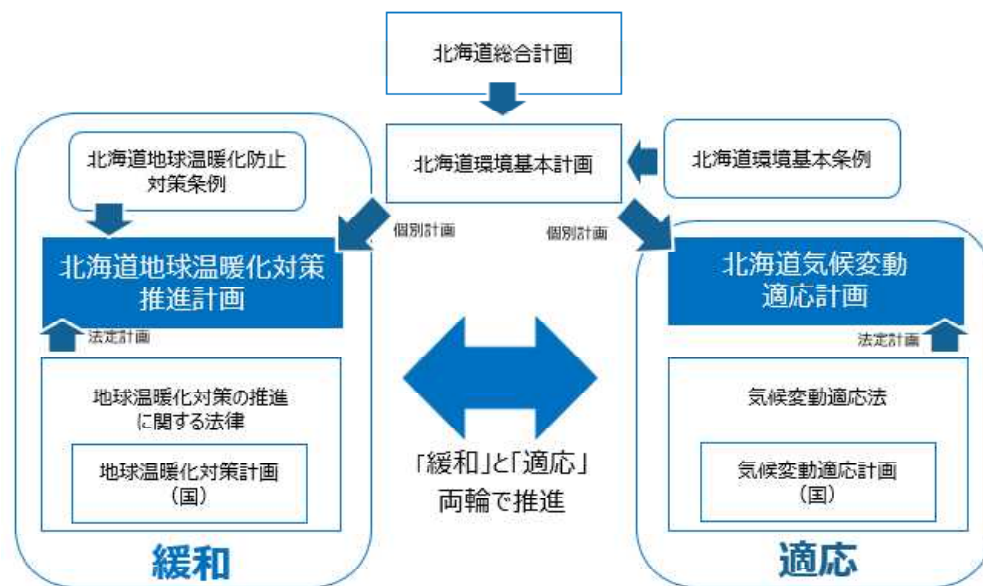 北海道総合計画
北海道地球温暖化防止
対策条例
北海道環境基本計画
北海道環境基本条例
個別計画
個別計画
北海道地球温暖化対策
推進計画
北海道気候変動
適応計画
法定計画
法定計画
地球温暖化対策の推進
に関する法律
地球温暖化対策計画
（国）
「緩和」と「適応」
両輪で推進
気候変動適応法
気候変動適応計画
（国）
緩和
適応